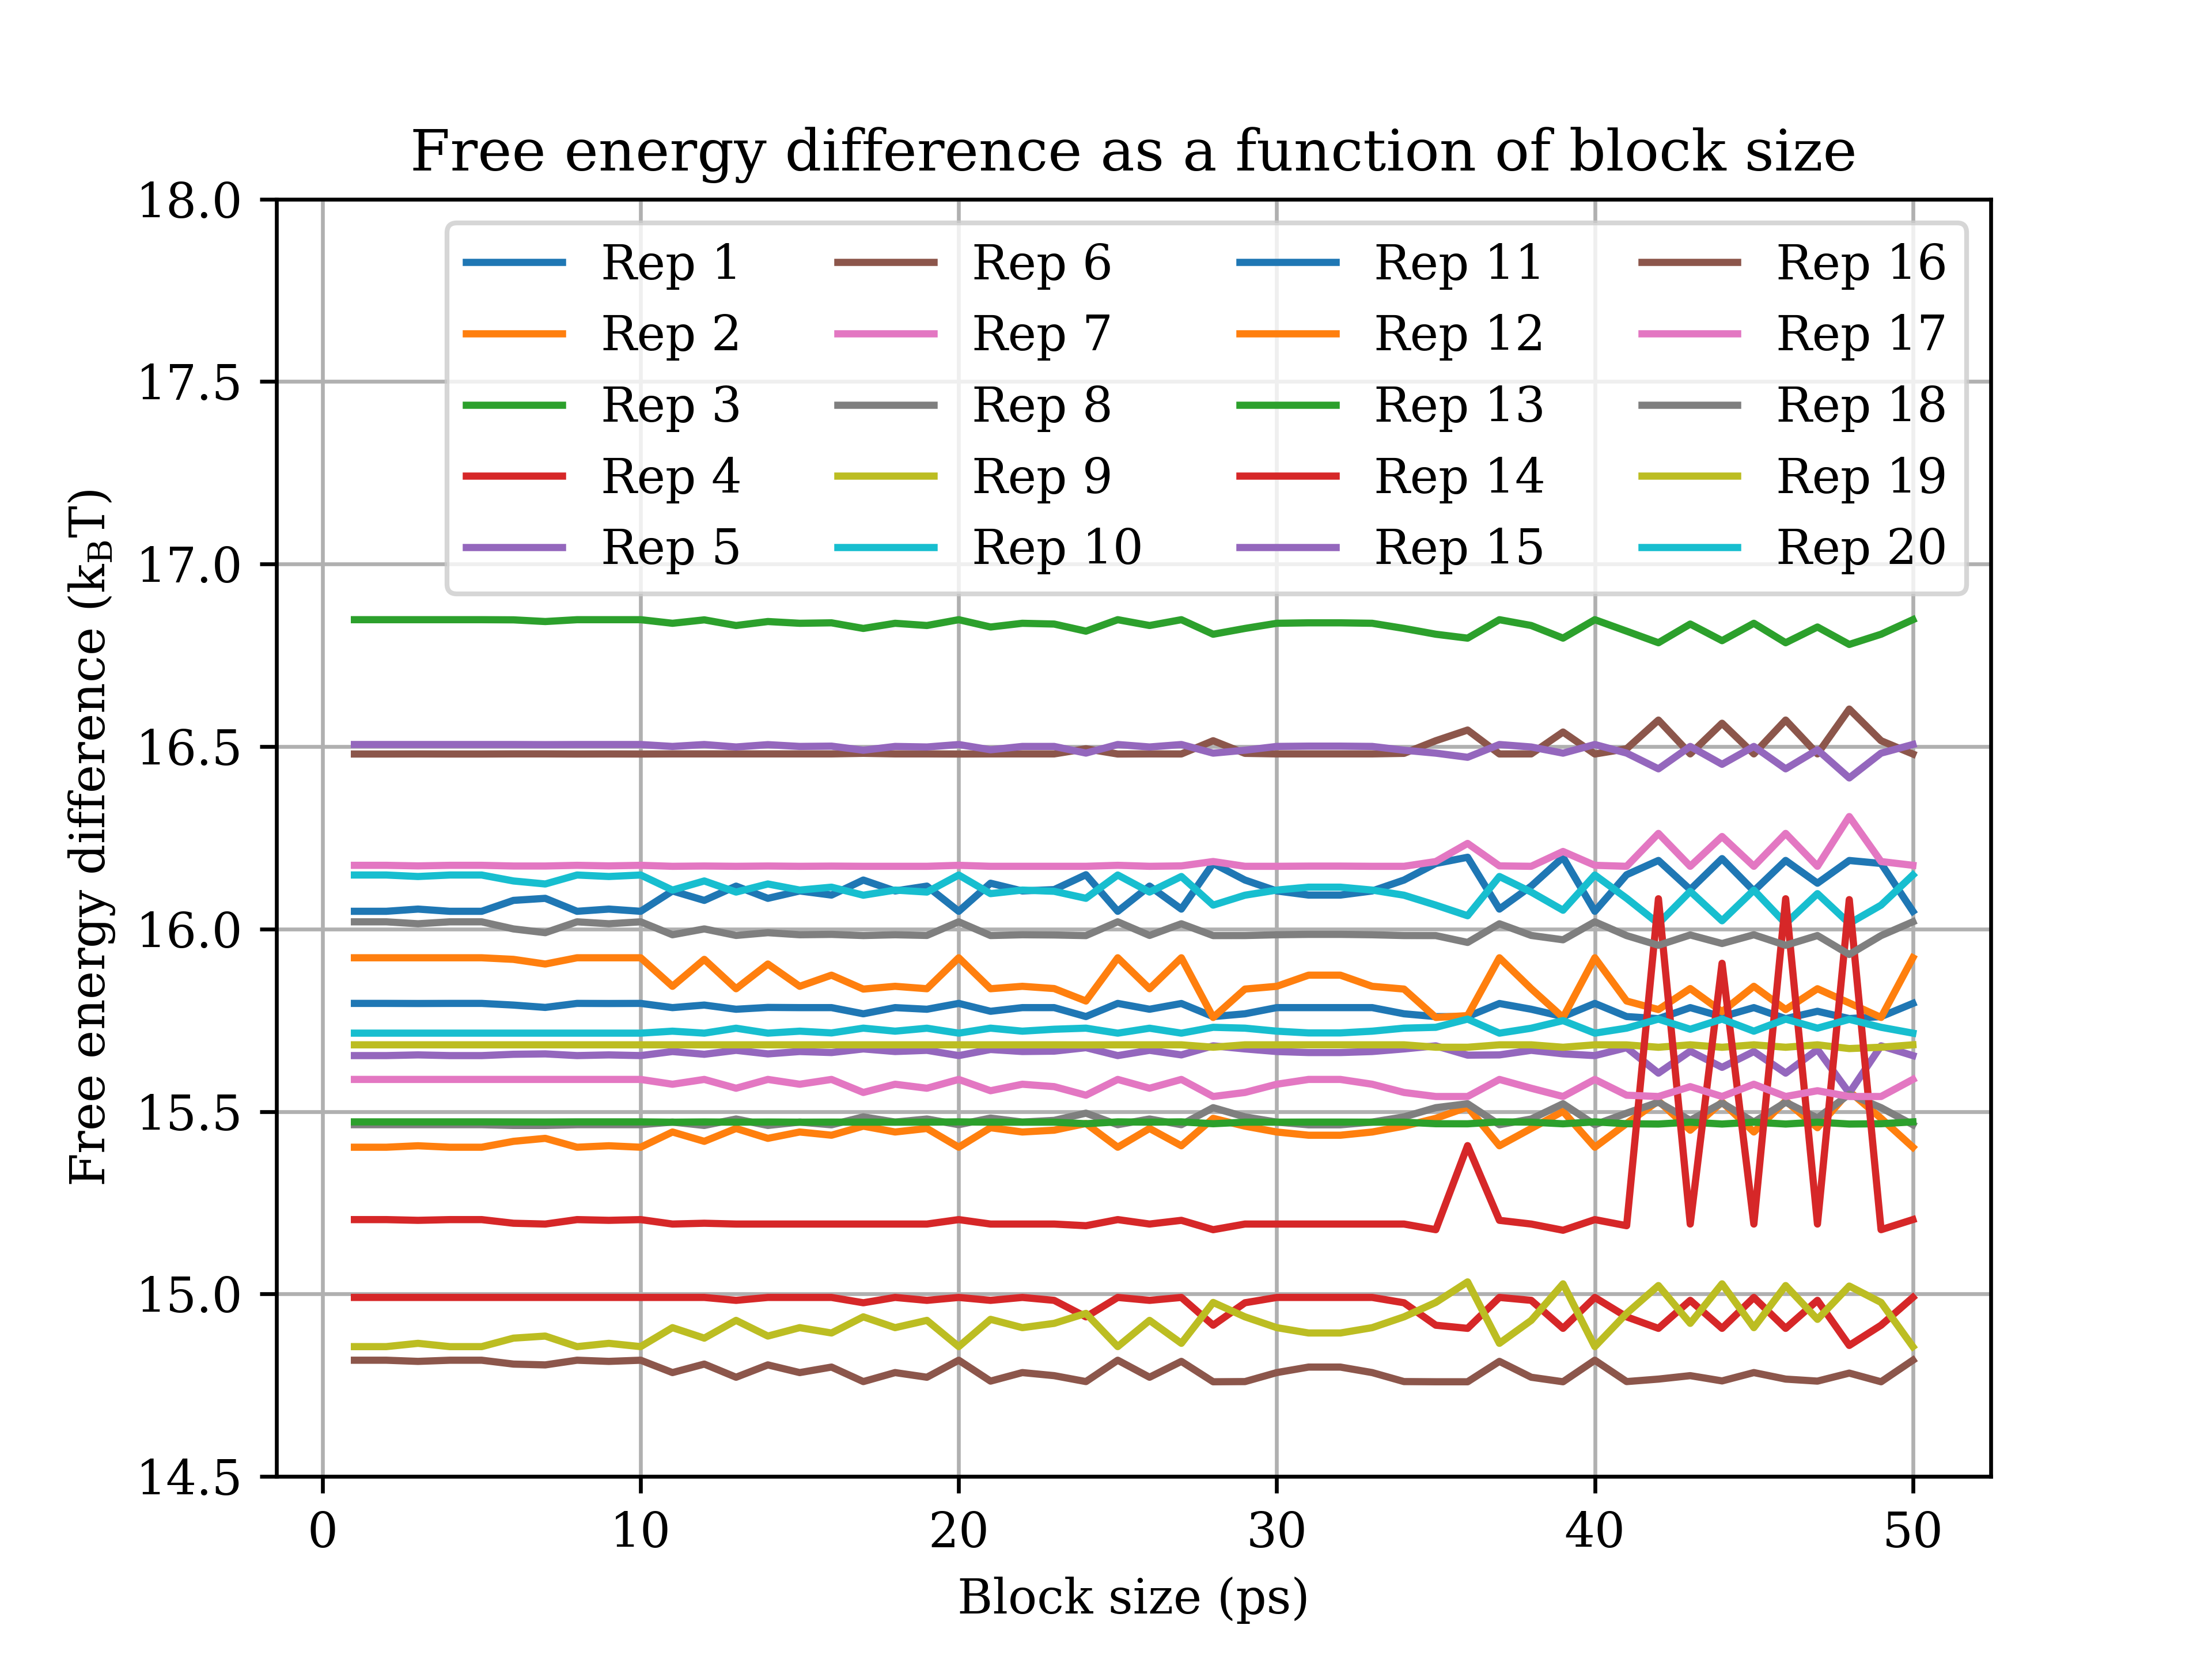 Free energy difference as a function of block size
Free energy difference (k_BT)
18.0
17.5
17.0
16.5
16.0
15.5
15.0
14.5
Rep 1
Rep 2
Rep 3
Rep 4
Rep 5
Rep 6
Rep 7
Rep 8
Rep 9
Rep 10
Rep 11
Rep 12
Rep 13
Rep 14
Rep 15
Rep 16
Rep 17
Rep 18
Rep 19
Rep 20
0 10 20 30 40 50
Block size (ps)